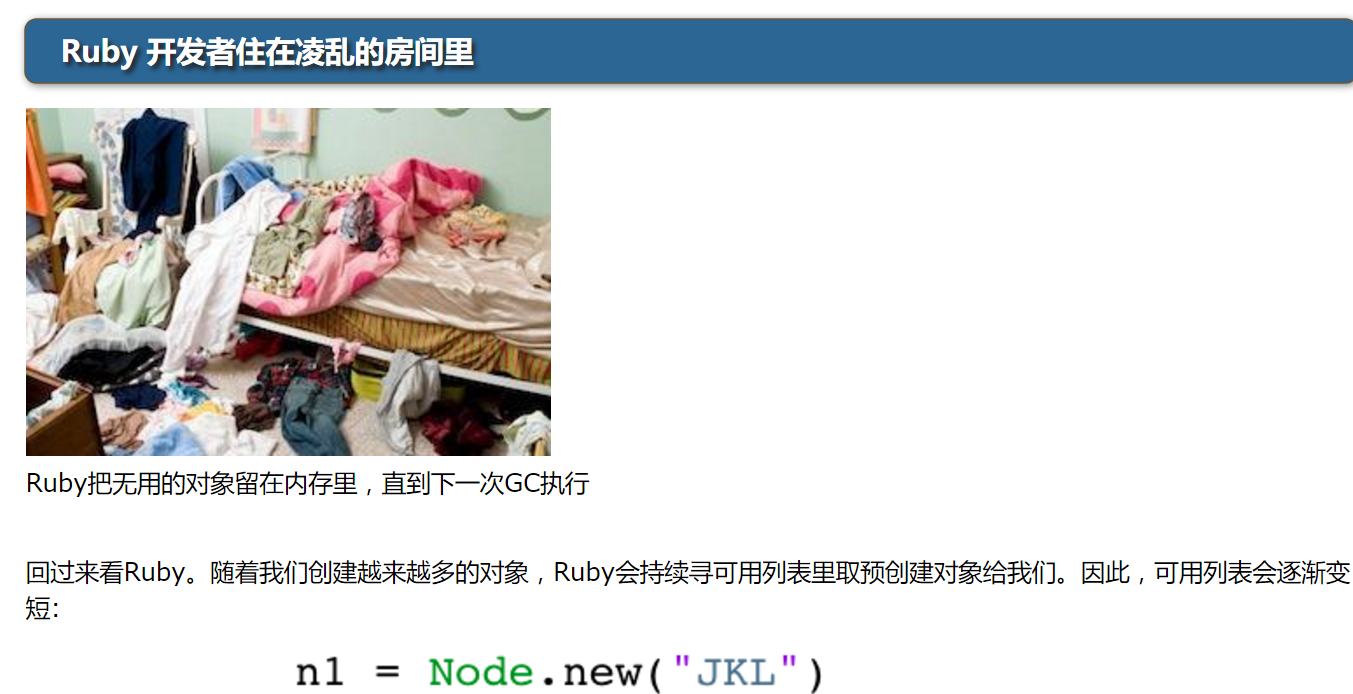 Ruby 开发者住在凌乱的房间里
Ruby把无用的对象留在内存里，直到下一次GC执行
回过来看Ruby。随着我们创建越来越多的对象，Ruby会持续寻可用列表里取预创建对象给我们。因此，可用列表会逐渐变
短：
n1 = Node.new("JKL")